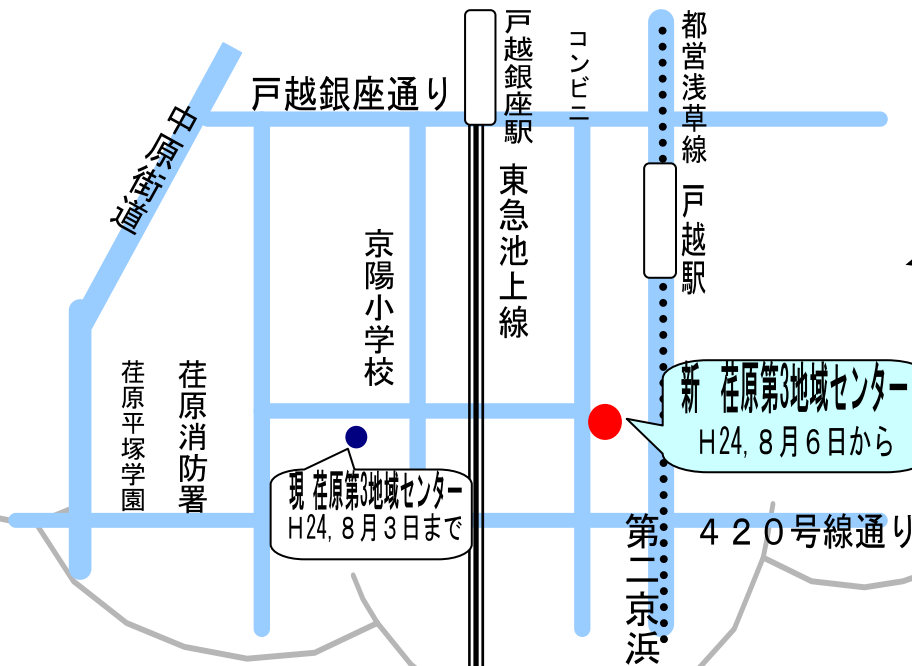 戸越銀座通り
戸越銀座駅
コンビニ
都営浅草線
中原街道
東急池上線
戸越駅
京陽小学校
荏原平塚学園
荏原消防署
新　荏原第3地域センター
Ｈ24,８月６日から
現 荏原第3地域センター
Ｈ24,８月３日まで
第二京浜
４２０号線通り